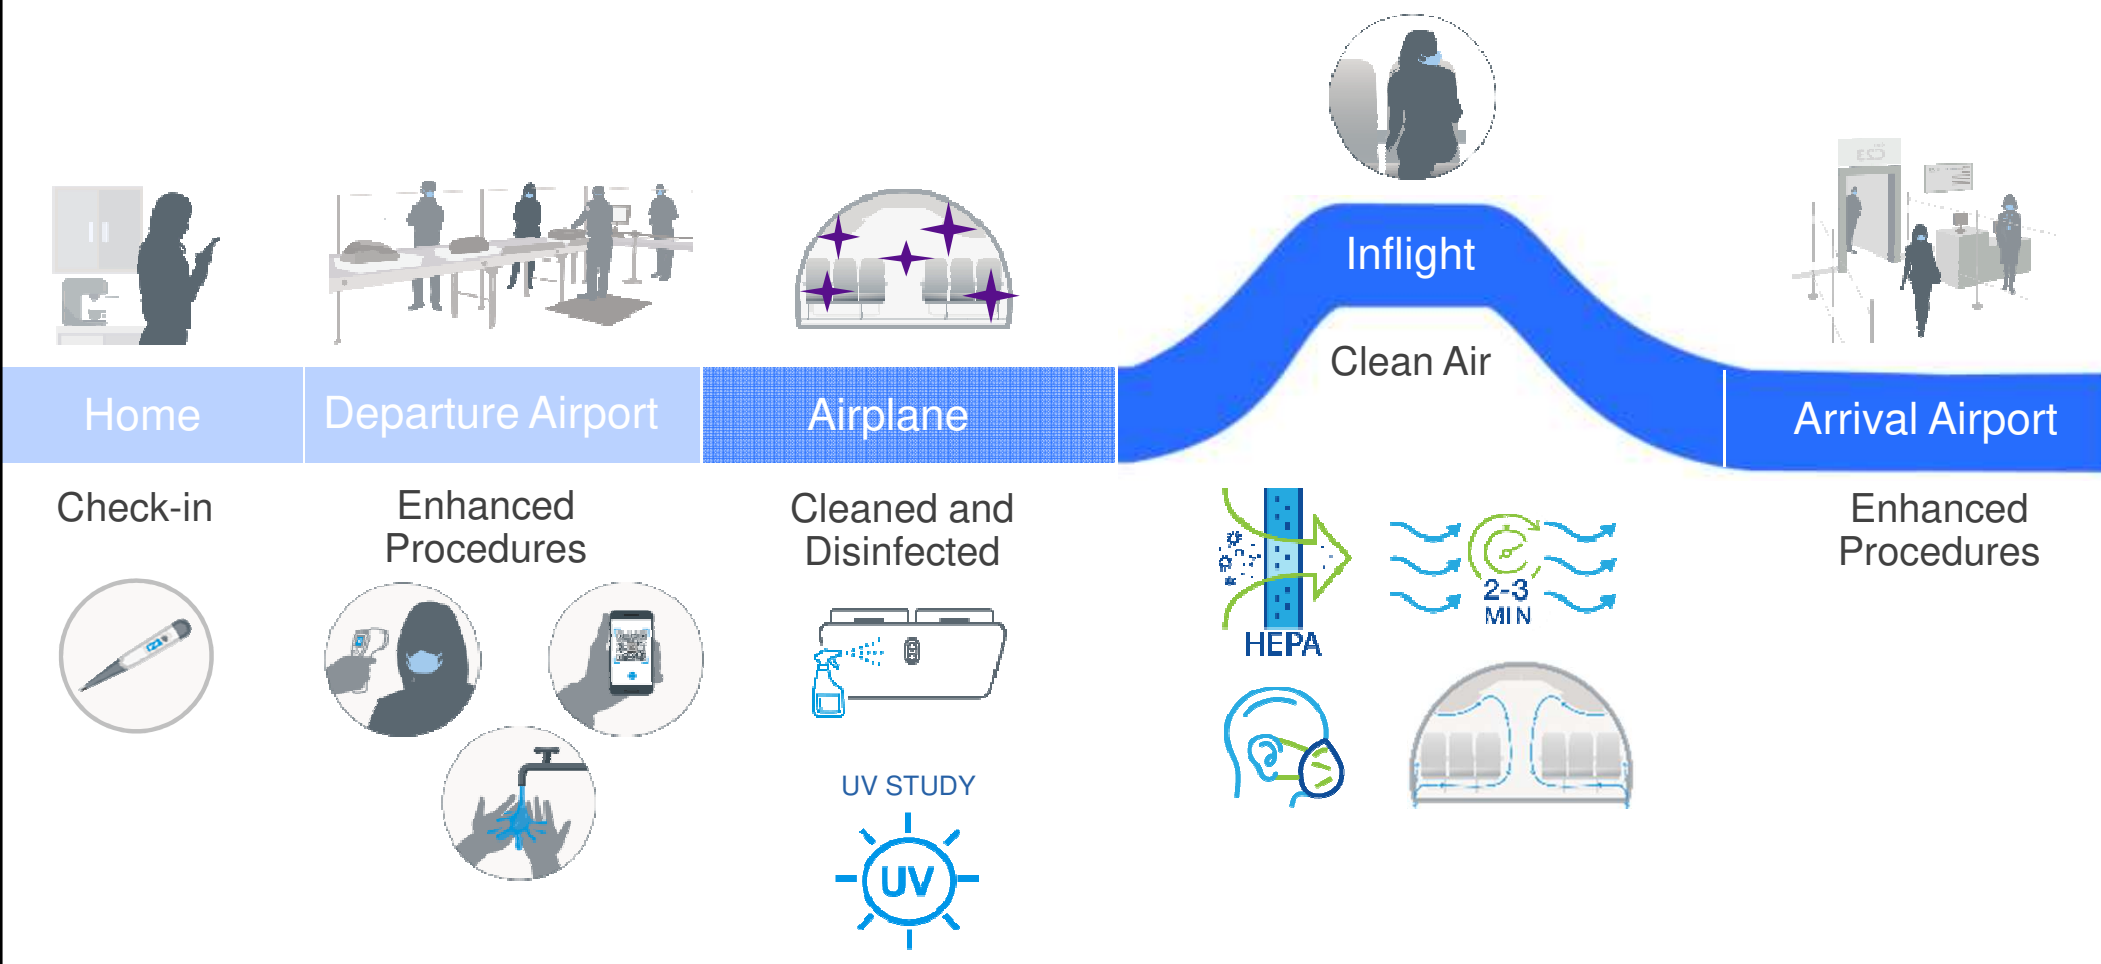 C23
Inflight
Clean Air
Home
Departure Airport
Airplane
Arrival Airport
Check-in
Enhanced
Procedures
Cleaned and
Disinfected
UV STUDY
UV
HEPA
2-3
MIN
Enhanced
Procedures